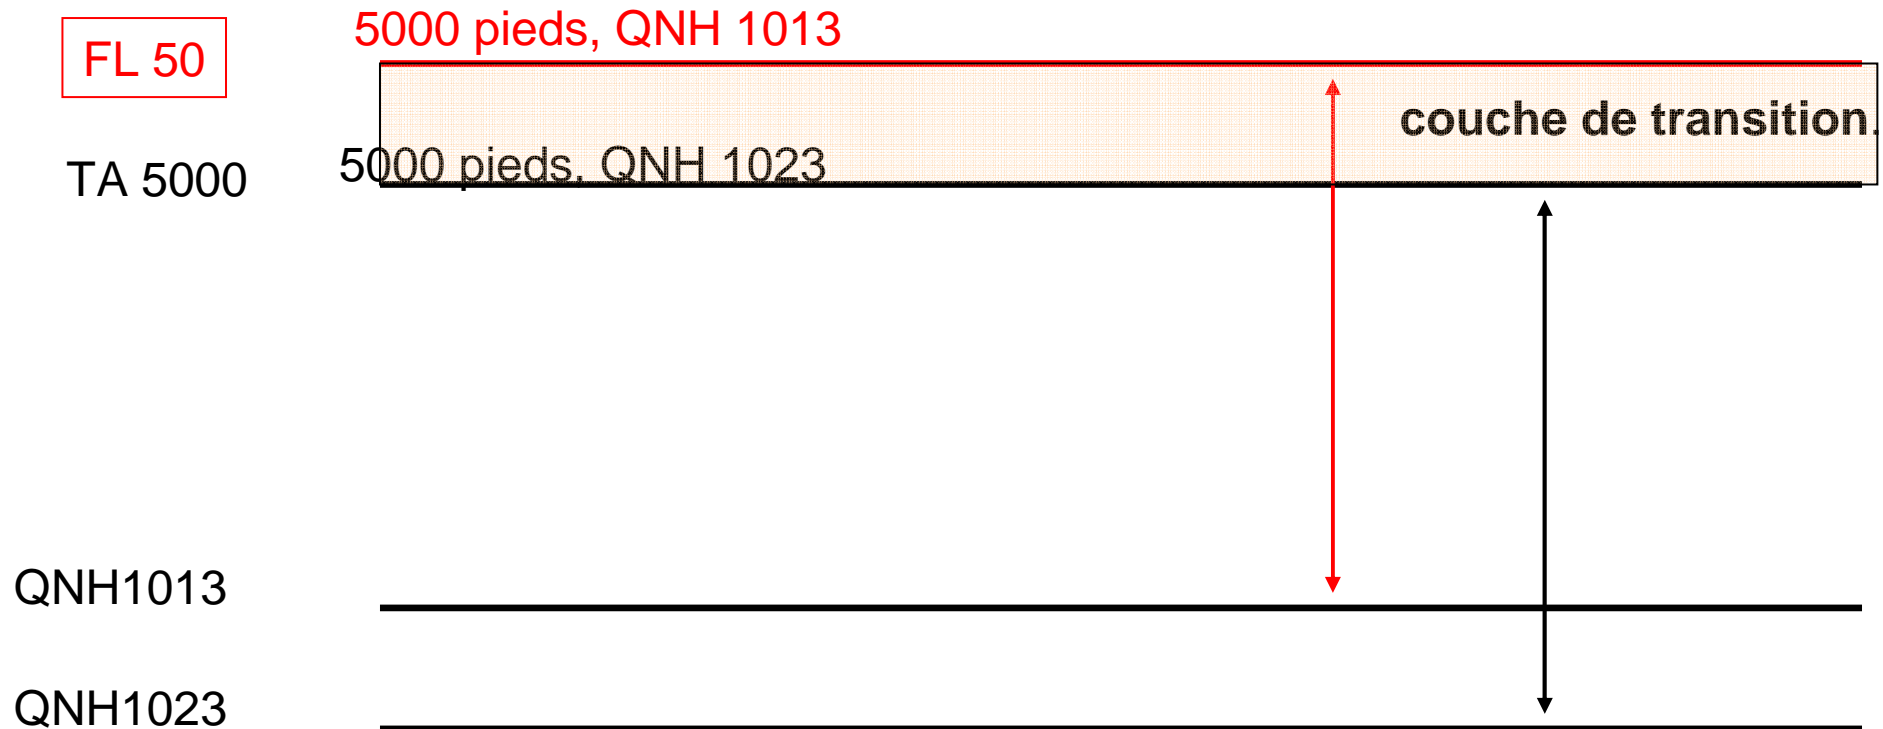 5000 pieds, QNH 1013
FL 50
couche de transition.
5000 pieds, QNH 1023
TA 5000
QNH1013
QNH1023